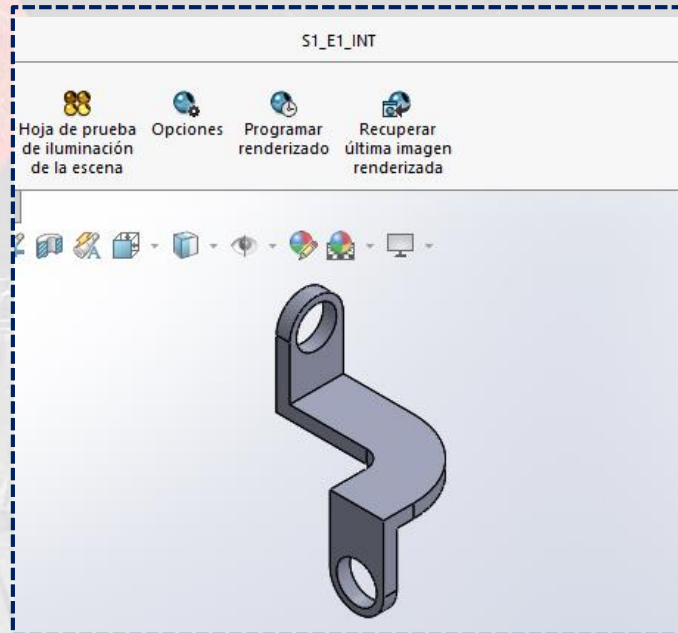 S1_E1_INT
Hoja de prueba
de iluminación
de la escena
Opciones
Programar
renderizado
Recuperar
última imagen
renderizada